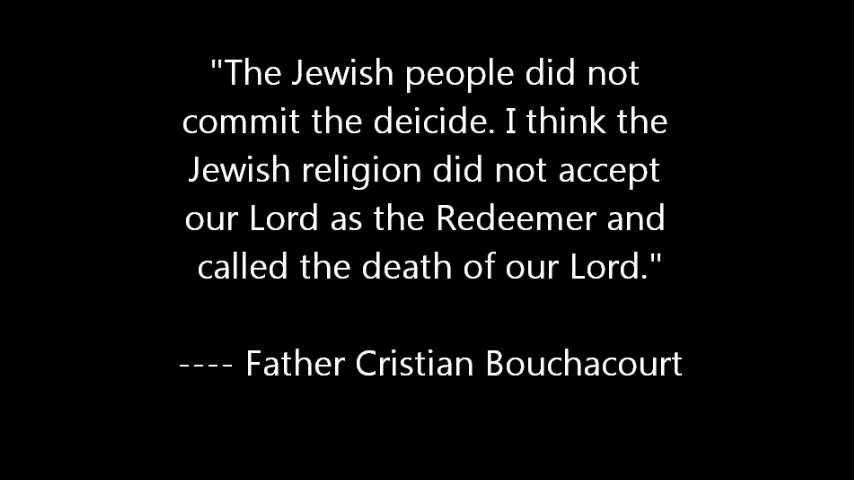 "The Jewish people did not
commit the deicide. I think the
Jewish religion did not accept
our Lord as the Redeemer and
called the death of our Lord."
---- Father Cristian Bouchacourt